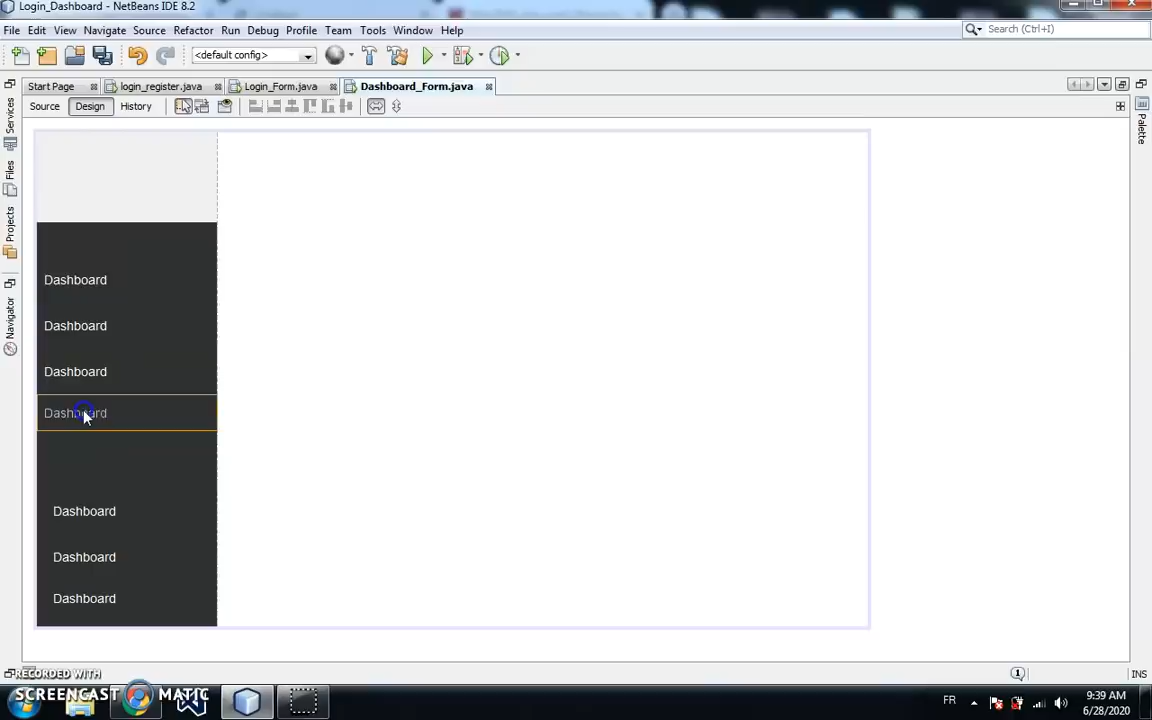 Login_Dashboard - NetBeans IDE 8.2
File Edit View Navigate Source Refactor Run Debug Profile Team Tools Window Help
Search (Ctrl+I)
<default config>
Start Page login_register.java Login_Form.java Dashboard_Form.java
Source Design History
Services
Files
Projects
Navigator
Palette
Dashboard
Dashboard
Dashboard
Dashboard
Dashboard
Dashboard
Dashboard
1
INS
RECORDED WITH
SCREENCAST MATIC
FR
9:39 AM
6/28/2020